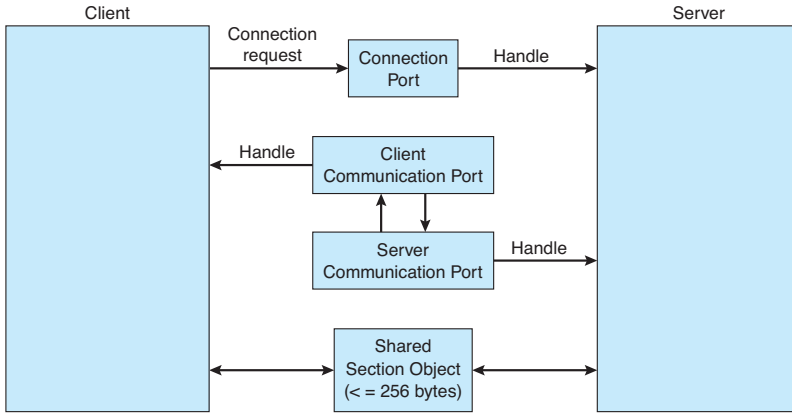 Client
Server
Connection
request
Connection
Port
Handle
Handle
Client
Communication Port
Server
Communication Port
Handle
Shared
Section Object
(< = 256 bytes)